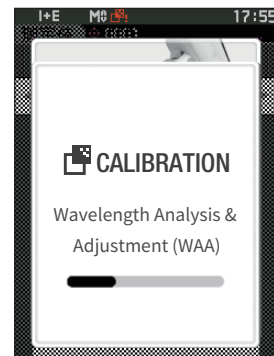 I+E M 17:55
CALIBRATION
Wavelength Analysis &
Adjustment (WAA)